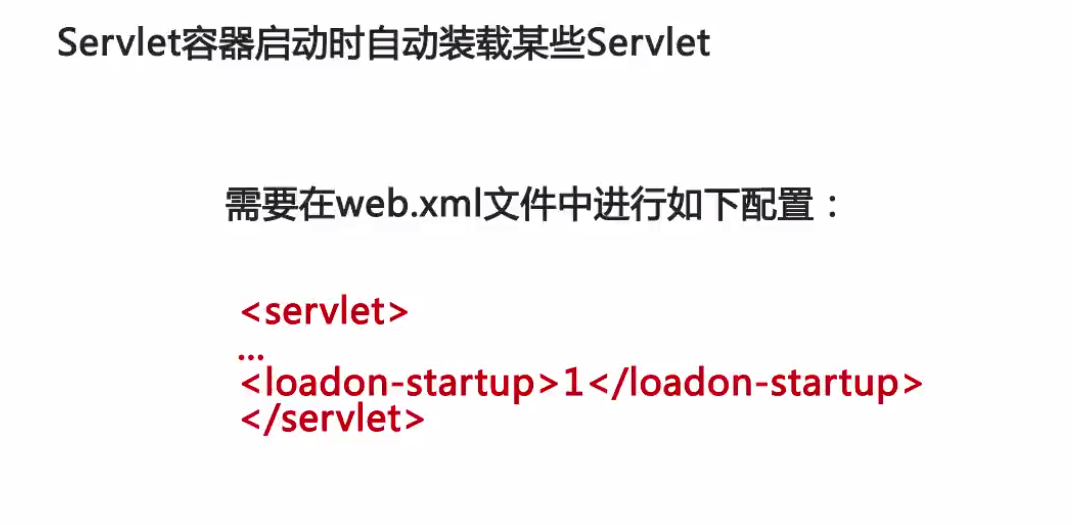 Servlet容器启动时自动装载某些Servlet
需要在web.xml文件中进行如下配置：
<servlet>
...
<loadon-startup>1</loadon-startup>
</servlet>